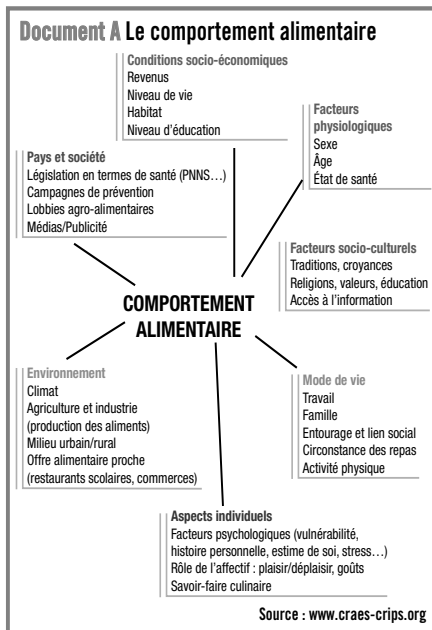 Document A Le comportement alimentaire
Conditions socio-économiques
Revenus
Niveau de vie
Habitat
Niveau d'éducation
Facteurs
physiologiques
Sexe
Âge
État de santé
Pays et société
Législation en termes de santé (PNNS…)
Campagnes de prévention
Lobbies agro-alimentaires
Médias/Publicité
Facteurs socio-culturels
Traditions, croyances
Religions, valeurs, éducation
Accès à l'information
COMPORTEMENT
ALIMENTAIRE
Environnement
Climat
Agriculture et industrie
(production des aliments)
Milieu urbain/rural
Offre alimentaire proche
(restaurants scolaires, commerces)
Mode de vie
Travail
Famille
Entourage et lien social
Circonstance des repas
Activité physique
Aspects individuels
Facteurs psychologiques (vulnérabilité,
histoire personnelle, estime de soi, stress…)
Rôle de l'affectif : plaisir/déplaisir, goûts
Savoir-faire culinaire
Source : www.craes-crips.org